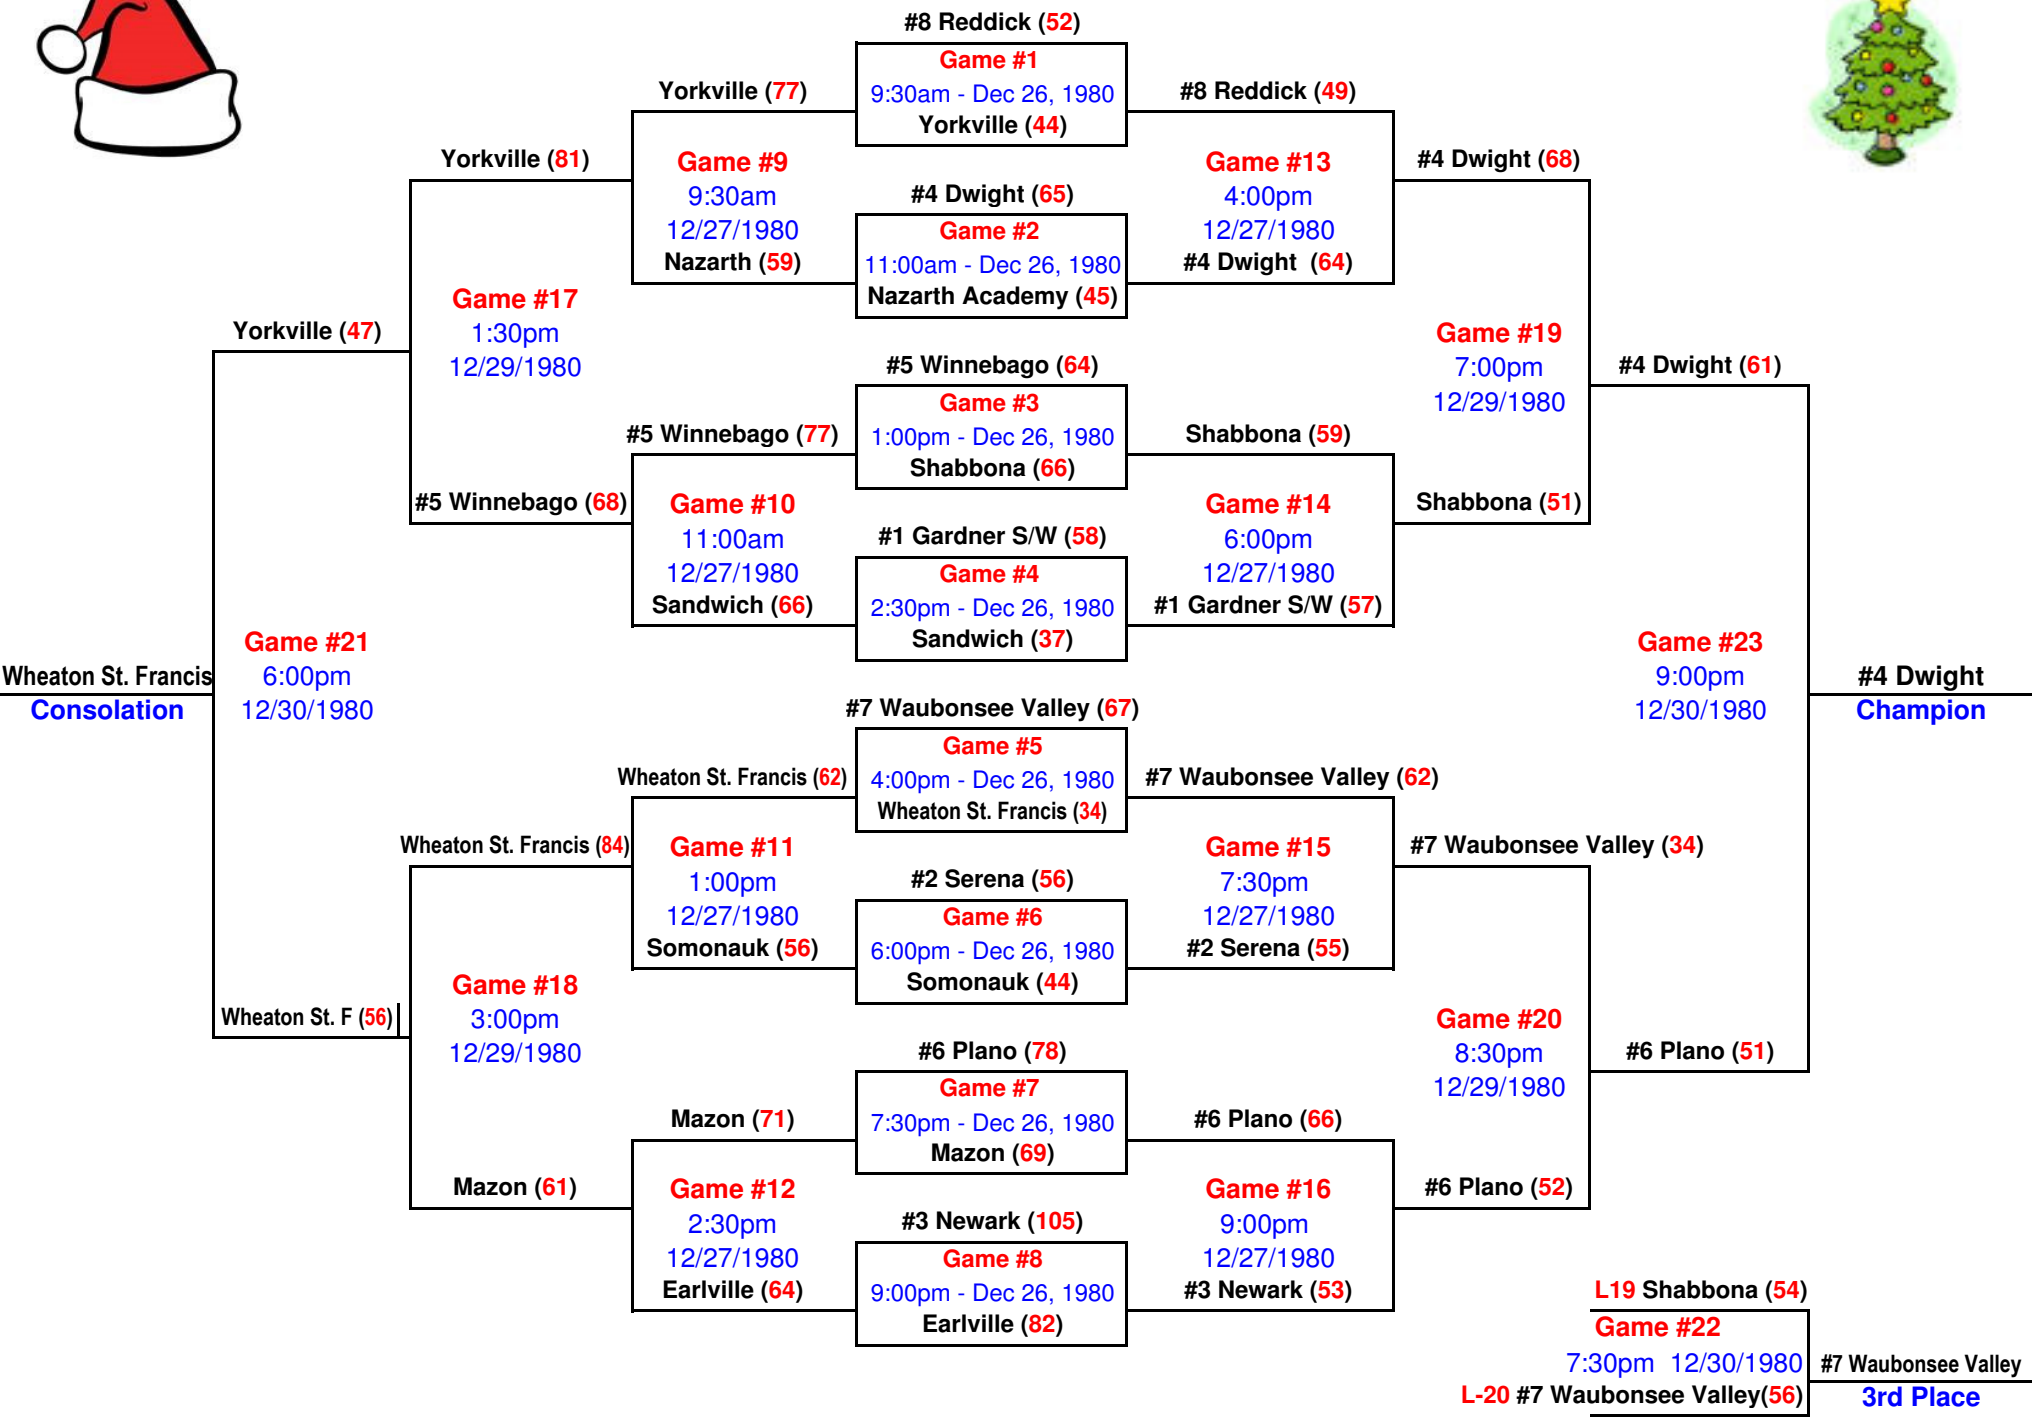 #8 Reddick (52)
Game #1
Yorkville (77)
9:30am - Dec 26, 1980
#8 Reddick (49)
Yorkville (44)
Yorkville (81)
Game #9
Game #13
#4 Dwight (68)
9:30am
#4 Dwight (65)
4:00pm
12/27/1980
Game #2
12/27/1980
Nazarth (59)
11:00am - Dec 26, 1980
#4 Dwight (64)
Game #17
Nazarth Academy (45)
Yorkville (47)
1:30pm
Game #19
12/29/1980
#5 Winnebago (64)
7:00pm
#4 Dwight (61)
Game #3
12/29/1980
#5 Winnebago (77)
1:00pm - Dec 26, 1980
Shabbona (59)
Shabbona (66)
#5 Winnebago (68)
Game #10
Game #14
Shabbona (51)
11:00am
#1 Gardner S/W (58)
6:00pm
12/27/1980
Game #4
12/27/1980
Sandwich (66)
2:30pm - Dec 26, 1980
#1 Gardner S/W (57)
Game #21
Sandwich (37)
Game #23
Wheaton St. Francis
6:00pm
9:00pm
#4 Dwight
Consolation
12/30/1980
#7 Waubonsee Valley (67)
12/30/1980
Champion
Game #5
Wheaton St. Francis (62)
4:00pm - Dec 26, 1980
#7 Waubonsee Valley (62)
Wheaton St. Francis (34)
Wheaton St. Francis (84)
Game #11
Game #15
#7 Waubonsee Valley (34)
1:00pm
#2 Serena (56)
7:30pm
12/27/1980
Game #6
12/27/1980
Somonauk (56)
6:00pm - Dec 26, 1980
#2 Serena (55)
Game #18
Somonauk (44)
Wheaton St. F (56)
3:00pm
Game #20
12/29/1980
#6 Plano (78)
8:30pm
#6 Plano (51)
Game #7
12/29/1980
Mazon (71)
7:30pm - Dec 26, 1980
#6 Plano (66)
Mazon (69)
Mazon (61)
Game #12
Game #16
#6 Plano (52)
2:30pm
#3 Newark (105)
9:00pm
12/27/1980
Game #8
12/27/1980
Earlville (64)
9:00pm - Dec 26, 1980
#3 Newark (53)
L19 Shabbona (54)
Earlville (82)
Game #22
7:30pm 12/30/1980
#7 Waubonsee Valley
L-20 #7 Waubonsee Valley(56)
3rd Place